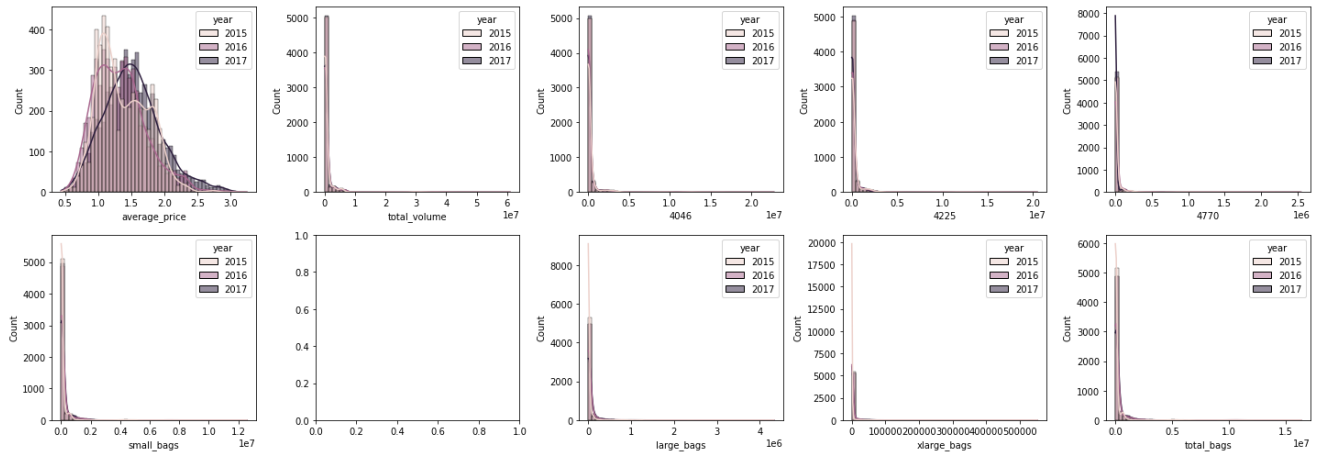 year
2015
2016
2017
400
300
200
100
0
Count
0.5 1.0 1.5 2.0 2.5 3.0
average_price
year
2015
2016
2017
5000
4000
3000
2000
1000
0
Count
0 1 2 3 4 5 6
1e7
total_volume
year
2015
2016
2017
5000
4000
3000
2000
1000
0
Count
0.0 0.5 1.0 1.5 2.0
1e7
4046
year
2015
2016
2017
5000
4000
3000
2000
1000
0
Count
0.0 0.5 1.0 1.5 2.0
1e7
4225
year
2015
2016
2017
8000
7000
6000
5000
4000
3000
2000
1000
0
Count
0.0 0.5 1.0 1.5 2.0 2.5
1e6
4770
year
2015
2016
2017
5000
4000
3000
2000
1000
0
Count
0.0 0.2 0.4 0.6 0.8 1.0 1.2
1e7
small_bags
1.0
0.8
0.6
0.4
0.2
0.0
0.0 0.2 0.4 0.6 0.8 1.0
year
2015
2016
2017
8000
6000
4000
2000
0
Count
0 1 2 3 4
1e6
large_bags
year
2015
2016
2017
20000
17500
15000
12500
10000
7500
5000
2500
0
Count
0 100000 200000 300000 400000 500000
xlarge_bags
year
2015
2016
2017
6000
5000
4000
3000
2000
1000
0
Count
0.0 0.5 1.0 1.5
1e7
total_bags